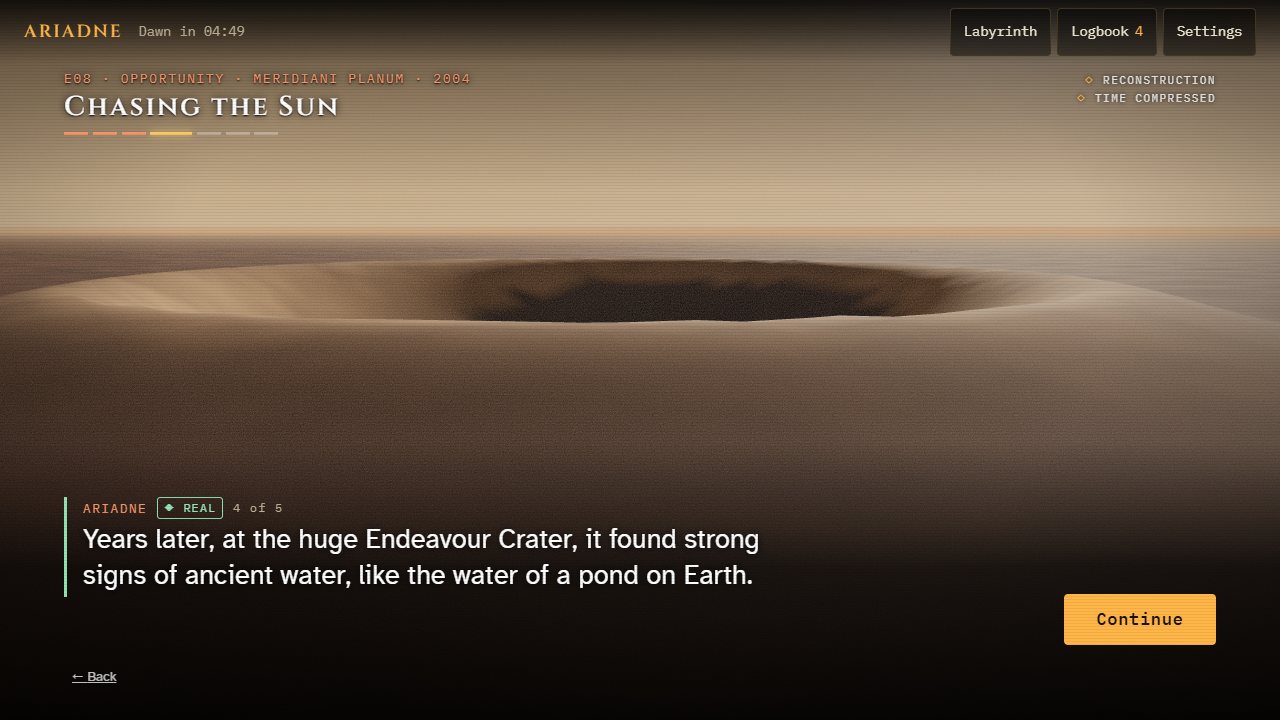 ARIADNE Dawn in 04:49 Labyrinth Logbook 4 Settings
E08 · OPPORTUNITY · MERIDIANI PLANUM · 2004
Chasing the Sun
◇ RECONSTRUCTION
◇ TIME COMPRESSED
ARIADNE ◆ REAL 4 of 5
Years later, at the huge Endeavour Crater, it found strong
signs of ancient water, like the water of a pond on Earth.
Continue
← Back